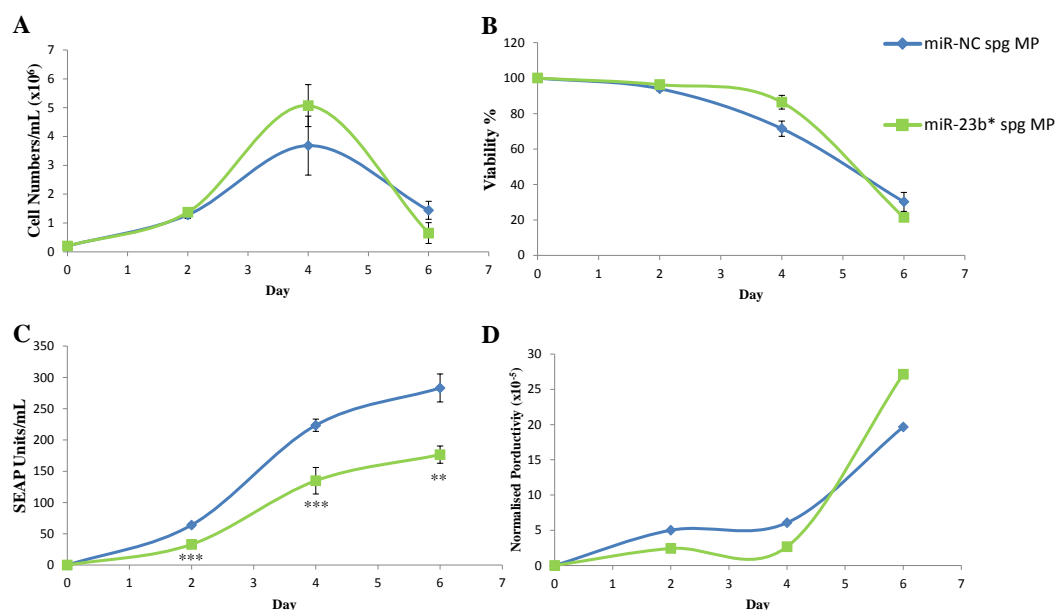 A
Cell Numbers/mL (x10⁶)
7
6
5
4
3
2
1
0
0 1 2 3 4 5 6 7
Day
B
Viability %
120
100
80
60
40
20
0
0 1 2 3 4 5 6 7
Day
miR-NC spg MP
miR-23b* spg MP
C
SEAP Units/mL
350
300
250
200
150
100
50
0
***
***
**
0 1 2 3 4 5 6 7
Day
D
Normalised Porductiviy (x10⁻⁵)
30
25
20
15
10
5
0
0 1 2 3 4 5 6 7
Day